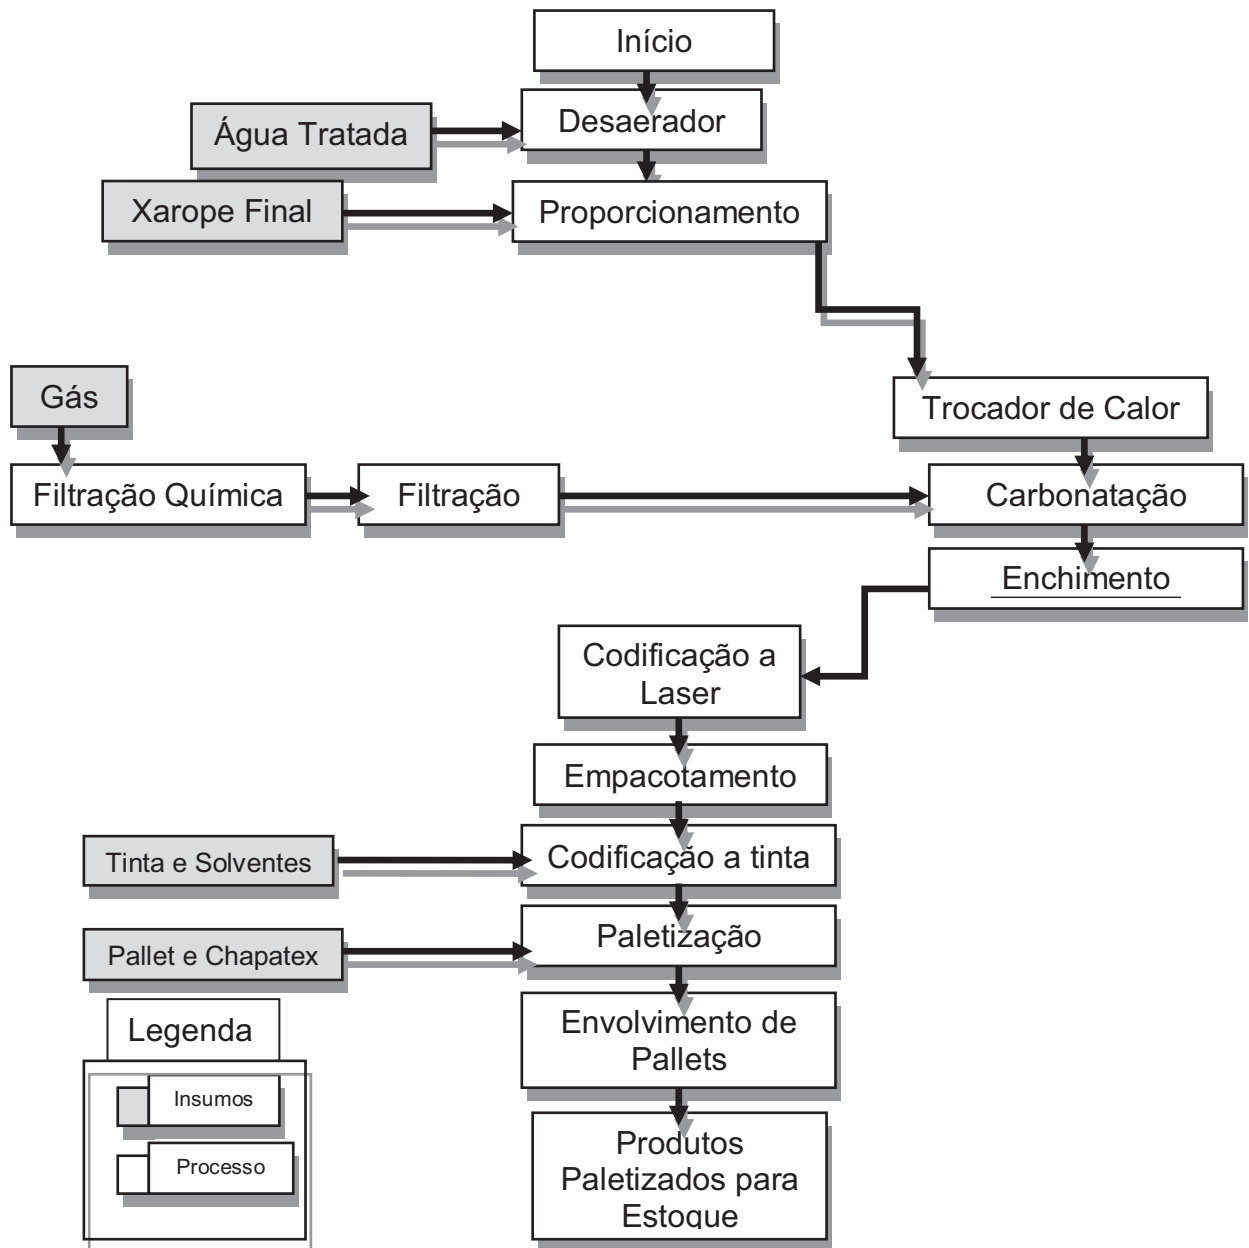 Início
Água Tratada
Desaerador
Xarope Final
Proporcionamento
Gás
Trocador de Calor
Filtração Química
Filtração
Carbonatação
Enchimento
Codificação a
Laser
Empacotamento
Tinta e Solventes
Codificação a tinta
Pallet e Chapatex
Paletização
Legenda
Insumos
Processo
Envolvimento de
Pallets
Produtos
Paletizados para
Estoque